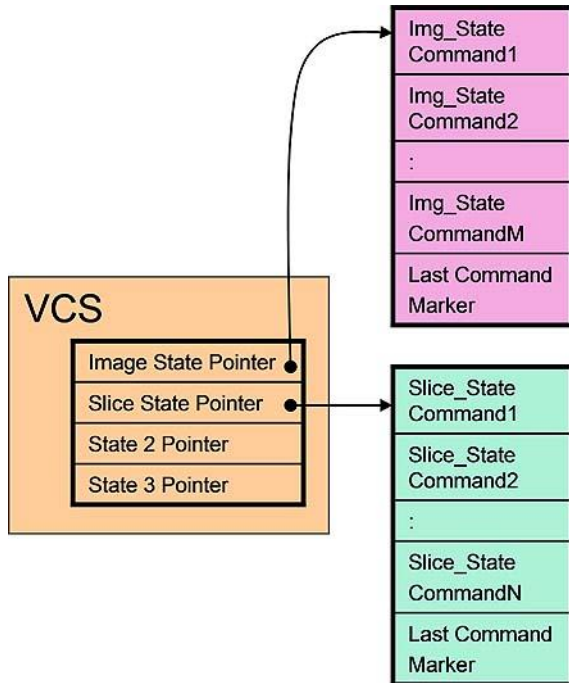 Img_State
Command1
Img_State
Command2
:
Img_State
CommandM
Last Command
Marker
VCS
Image State Pointer
Slice State Pointer
State 2 Pointer
State 3 Pointer
Slice_State
Command1
Slice_State
Command2
:
Slice_State
CommandN
Last Command
Marker